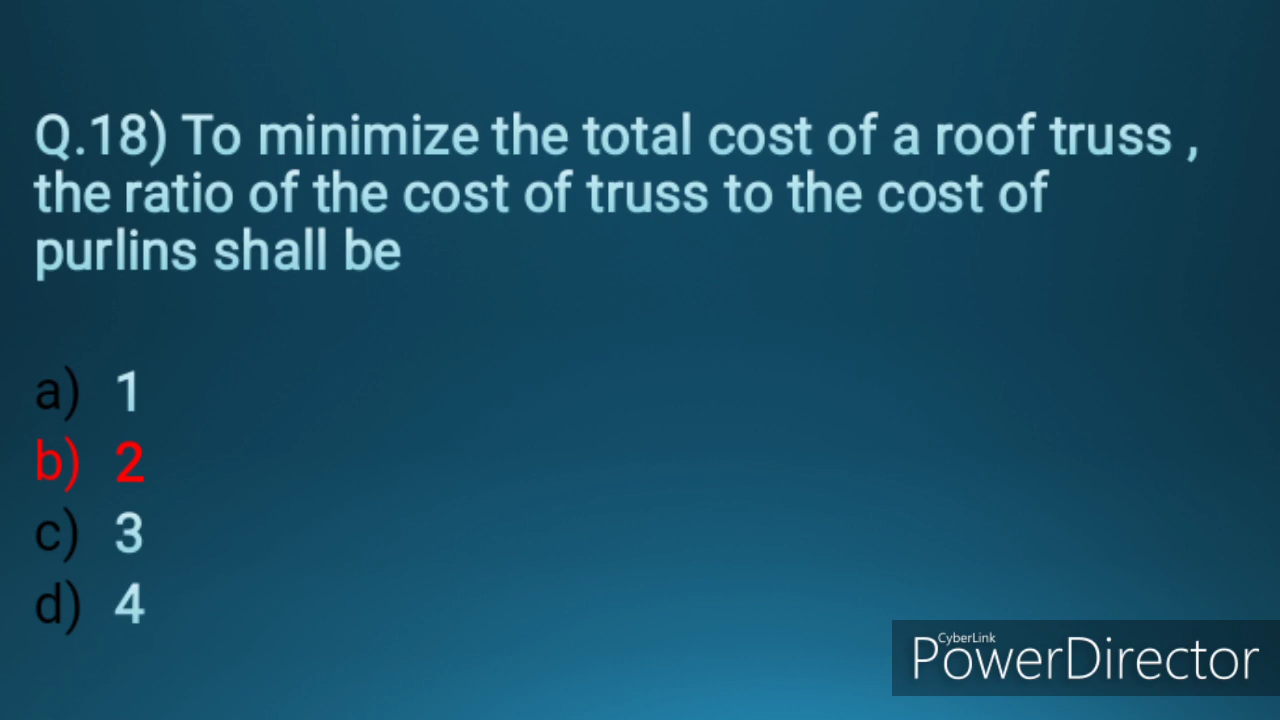 Q.18) To minimize the total cost of a roof truss ,
the ratio of the cost of truss to the cost of
purlins shall be
a) 1
b) 2
c) 3
d) 4
CyberLink
PowerDirector